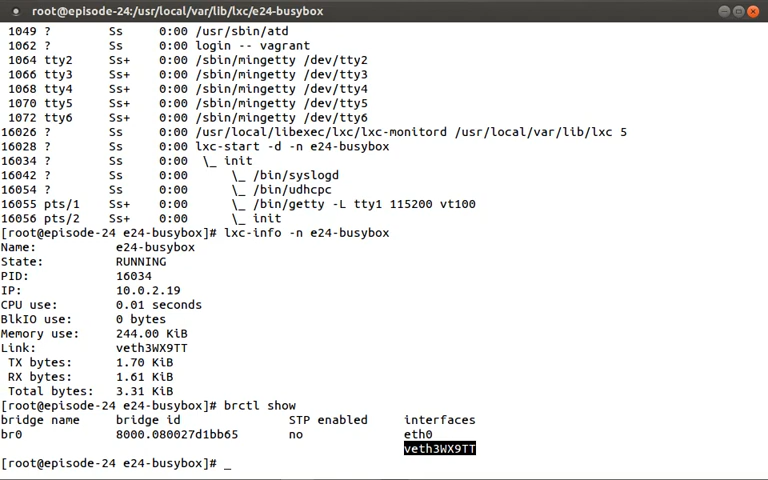 root@episode-24:/usr/local/var/lib/lxc/e24-busybox
1049 ?        Ss     0:00 /usr/sbin/atd
1062 ?        Ss     0:00 login -- vagrant
1064 tty2     Ss+    0:00 /sbin/mingetty /dev/tty2
1066 tty3     Ss+    0:00 /sbin/mingetty /dev/tty3
1068 tty4     Ss+    0:00 /sbin/mingetty /dev/tty4
1070 tty5     Ss+    0:00 /sbin/mingetty /dev/tty5
1072 tty6     Ss+    0:00 /sbin/mingetty /dev/tty6
16026 ?        Ss     0:00 /usr/local/libexec/lxc/lxc-monitord /usr/local/var/lib/lxc 5
16028 ?        Ss     0:00 lxc-start -d -n e24-busybox
16034 ?        Ss     0:00  \_ init
16042 ?        Ss     0:00      \_ /bin/syslogd
16054 ?        Ss     0:00      \_ /bin/udhcpc
16055 pts/1    Ss+    0:00      \_ /bin/getty -L tty1 115200 vt100
16056 pts/2    Ss+    0:00      \_ init
[root@episode-24 e24-busybox]# lxc-info -n e24-busybox
Name:           e24-busybox
State:          RUNNING
PID:            16034
IP:             10.0.2.19
CPU use:        0.01 seconds
BlkIO use:      0 bytes
Memory use:     244.00 KiB
Link:           veth3WX9TT
 TX bytes:      1.70 KiB
 RX bytes:      1.61 KiB
 Total bytes:   3.31 KiB
[root@episode-24 e24-busybox]# brctl show
bridge name     bridge id               STP enabled     interfaces
br0             8000.080027d1bb65       no              eth0
                                                        veth3WX9TT
[root@episode-24 e24-busybox]# _